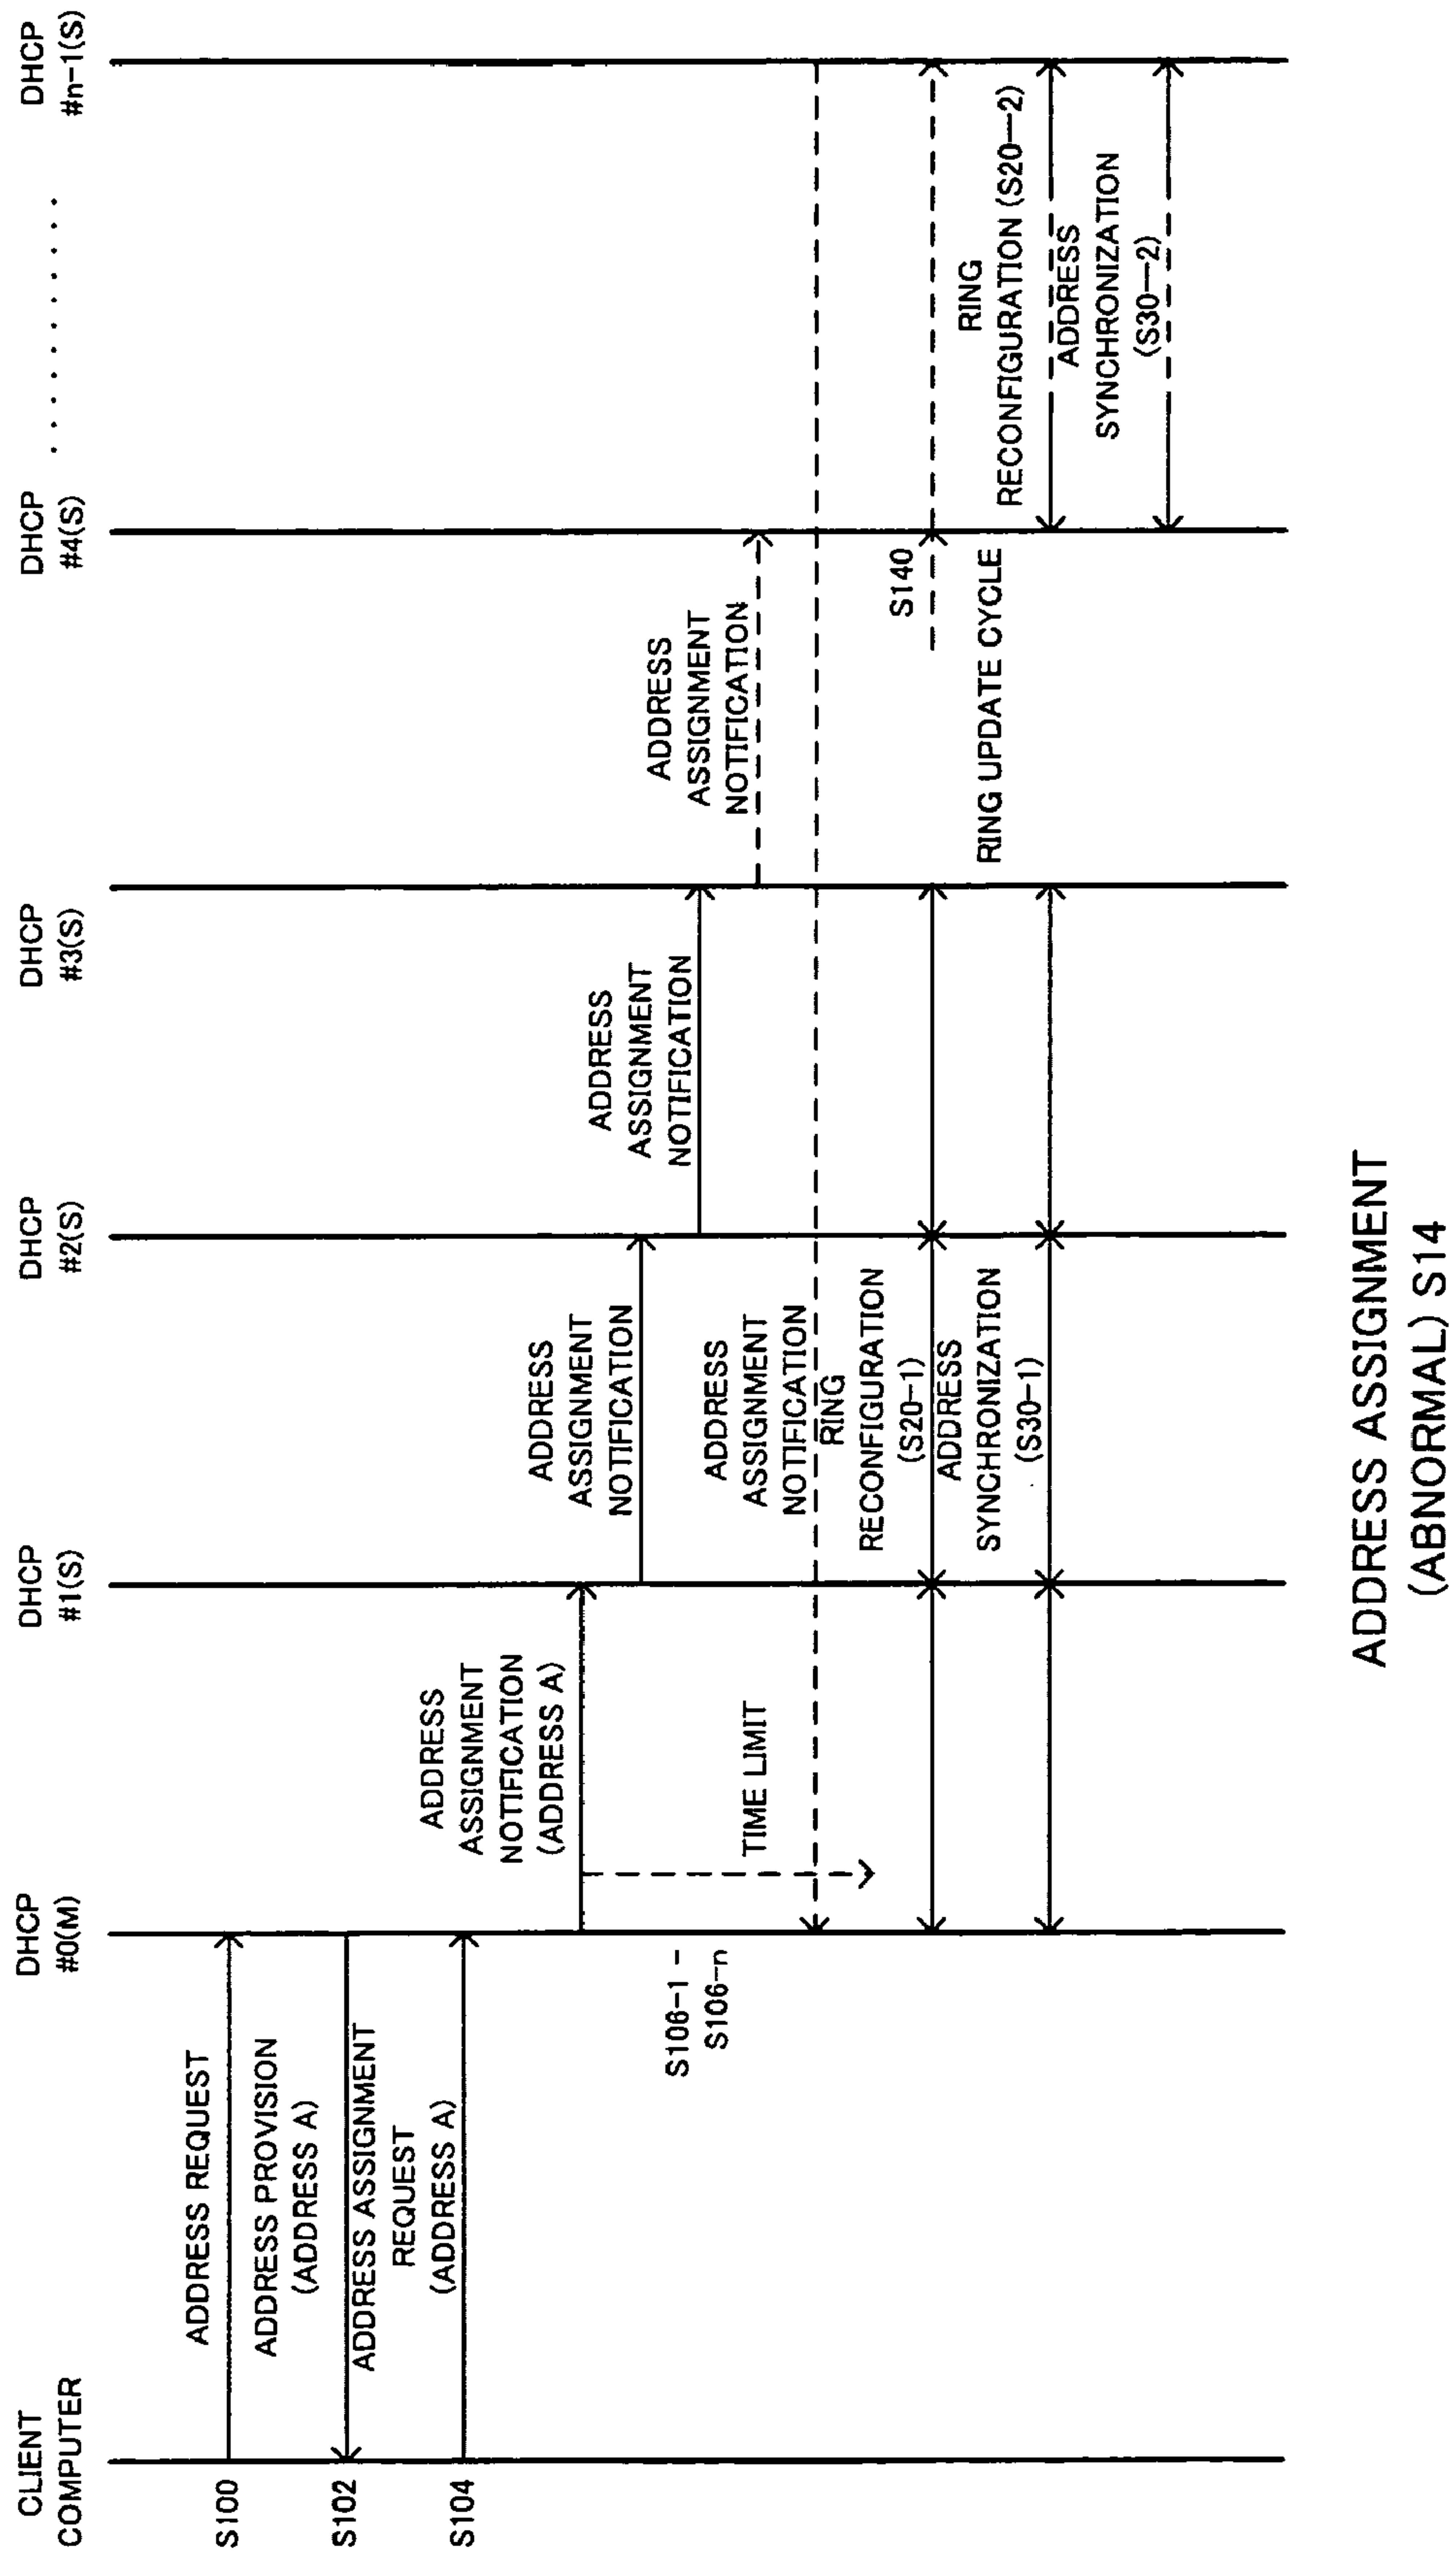 CLIENT
COMPUTER
DHCP
#0(M)
DHCP
#1(S)
DHCP
#2(S)
DHCP
#3(S)
DHCP
#4(S)
. . . . . . . . . .
DHCP
#n-1(S)
S100
ADDRESS REQUEST
S102
ADDRESS PROVISION
(ADDRESS A)
S104
ADDRESS ASSIGNMENT
REQUEST
(ADDRESS A)
ADDRESS
ASSIGNMENT
NOTIFICATION
(ADDRESS A)
ADDRESS
ASSIGNMENT
NOTIFICATION
ADDRESS
ASSIGNMENT
NOTIFICATION
ADDRESS
ASSIGNMENT
NOTIFICATION
S106-1 -
S106-n
TIME LIMIT
ADDRESS
ASSIGNMENT
NOTIFICATION
RING
RECONFIGURATION
(S20-1)
ADDRESS
SYNCHRONIZATION
(S30-1)
S140
RING UPDATE CYCLE
RING
RECONFIGURATION (S20-2)
ADDRESS
SYNCHRONIZATION
(S30-2)
ADDRESS ASSIGNMENT
(ABNORMAL) S14